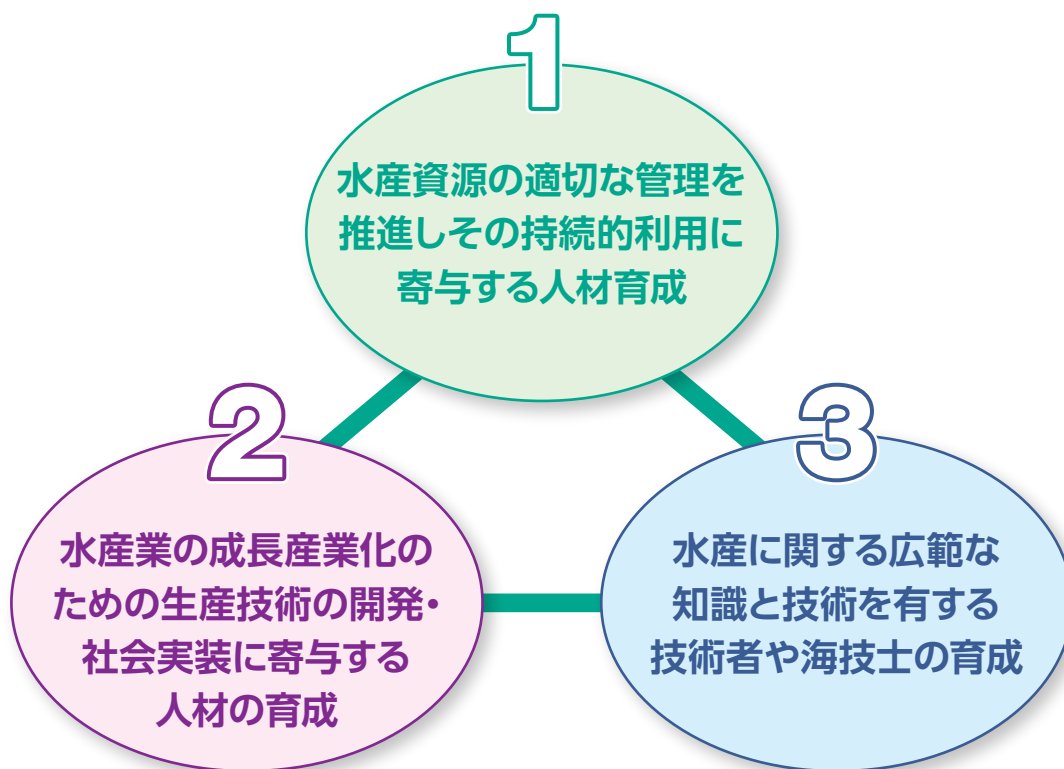 1
水産資源の適切な管理を
推進しその持続的利用に
寄与する人材育成
2
水産業の成長産業化の
ための生産技術の開発・
社会実装に寄与する
人材の育成
3
水産に関する広範な
知識と技術を有する
技術者や海技士の育成